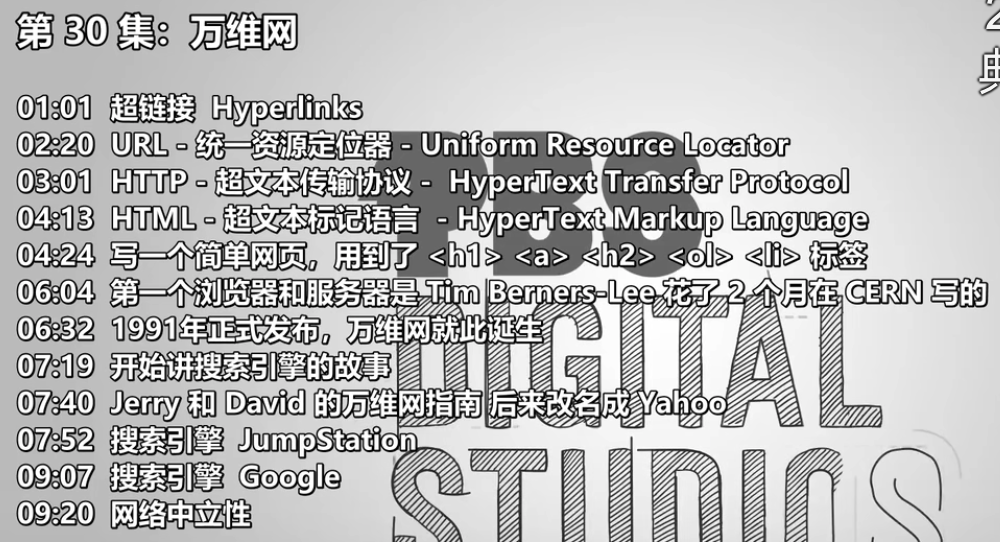 第 30 集：万维网
01:01 超链接 Hyperlinks
02:20 URL - 统一资源定位器 - Uniform Resource Locator
03:01 HTTP - 超文本传输协议 - HyperText Transfer Protocol
04:13 HTML - 超文本标记语言 - HyperText Markup Language
04:24 写一个简单网页，用到了 <h1> <a> <h2> <ol> <li> 标签
06:04 第一个浏览器和服务器是 Tim Berners-Lee 花了 2 个月在 CERN 写的
06:32 1991年正式发布，万维网就此诞生
07:19 开始讲搜索引擎的故事
07:40 Jerry 和 David 的万维网指南 后来改名成 Yahoo
07:52 搜索引擎 JumpStation
09:07 搜索引擎 Google
09:20 网络中立性
PBS
DIGITAL
STUDIOS
2
典